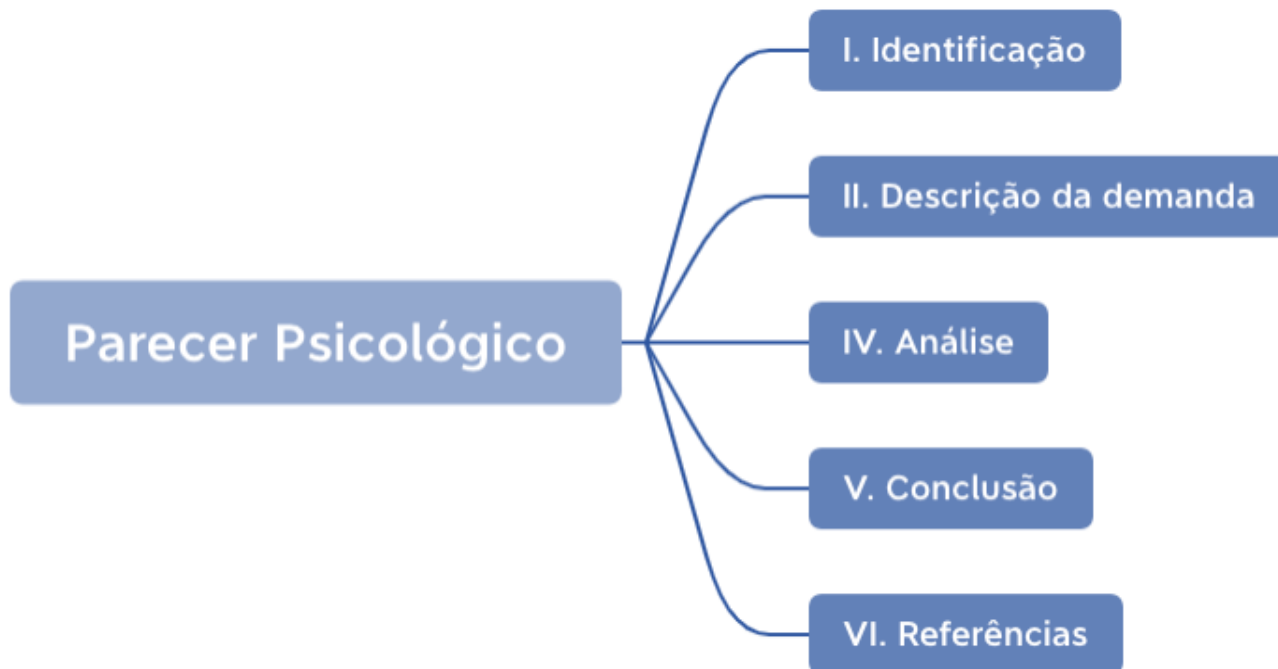 I. Identificação
II. Descrição da demanda
Parecer Psicológico
IV. Análise
V. Conclusão
VI. Referências